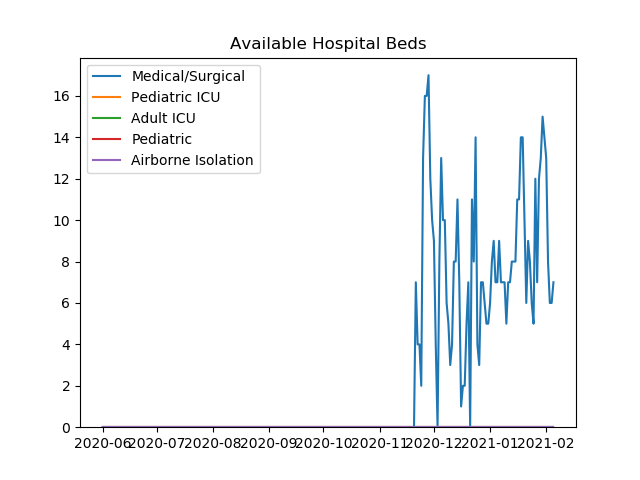 Available Hospital Beds
Medical/Surgical
Pediatric ICU
Adult ICU
Pediatric
Airborne Isolation
16
14
12
10
8
6
4
2
0
2020-06 2020-07 2020-08 2020-09 2020-10 2020-11 2020-12 2021-01 2021-02